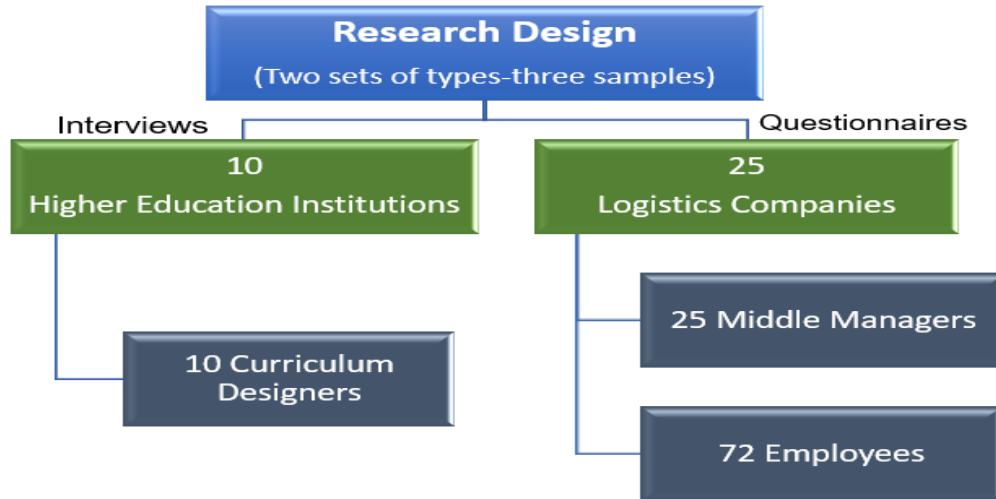 Research Design
(Two sets of types-three samples)
Interviews
Questionnaires
10
Higher Education Institutions
25
Logistics Companies
10 Curriculum
Designers
25 Middle Managers
72 Employees